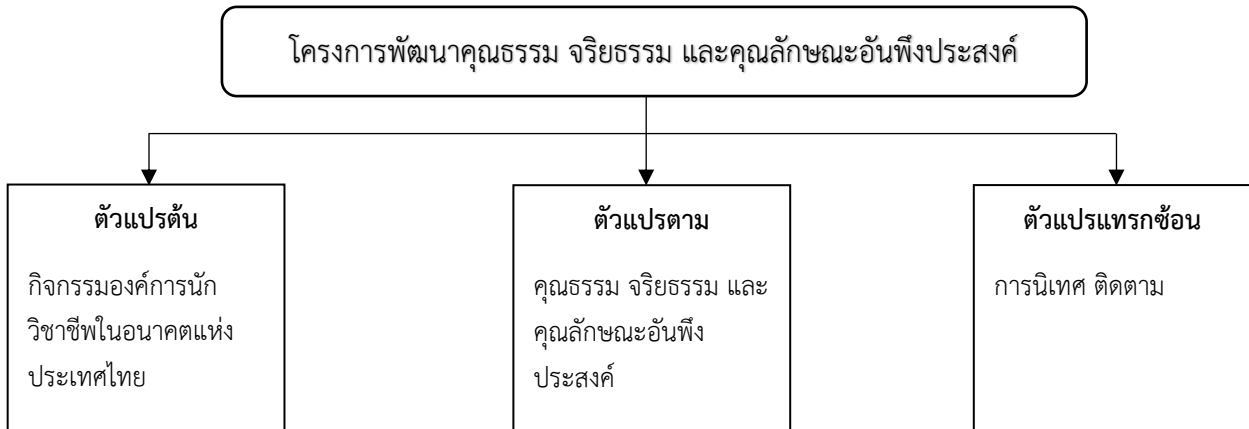 โครงการพัฒนาคุณธรรม จริยธรรม และคุณลักษณะอันพึงประสงค์
ตัวแปรต้น
กิจกรรมองค์การนัก
วิชาชีพในอนาคตแห่ง
ประเทศไทย
ตัวแปรตาม
คุณธรรม จริยธรรม และ
คุณลักษณะอันพึง
ประสงค์
ตัวแปรแทรกซ้อน
การนิเทศ ติดตาม